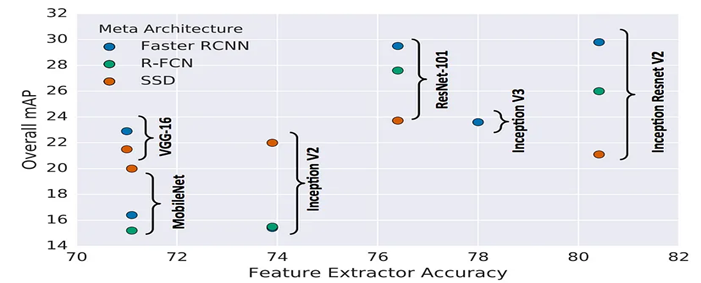 32
30
28
26
24
22
20
18
16
14
Overall mAP
Meta Architecture
Faster RCNN
R-FCN
SSD
VGG-16
MobileNet
Inception V2
ResNet-101
Inception V3
Inception Resnet V2
70 72 74 76 78 80 82
Feature Extractor Accuracy